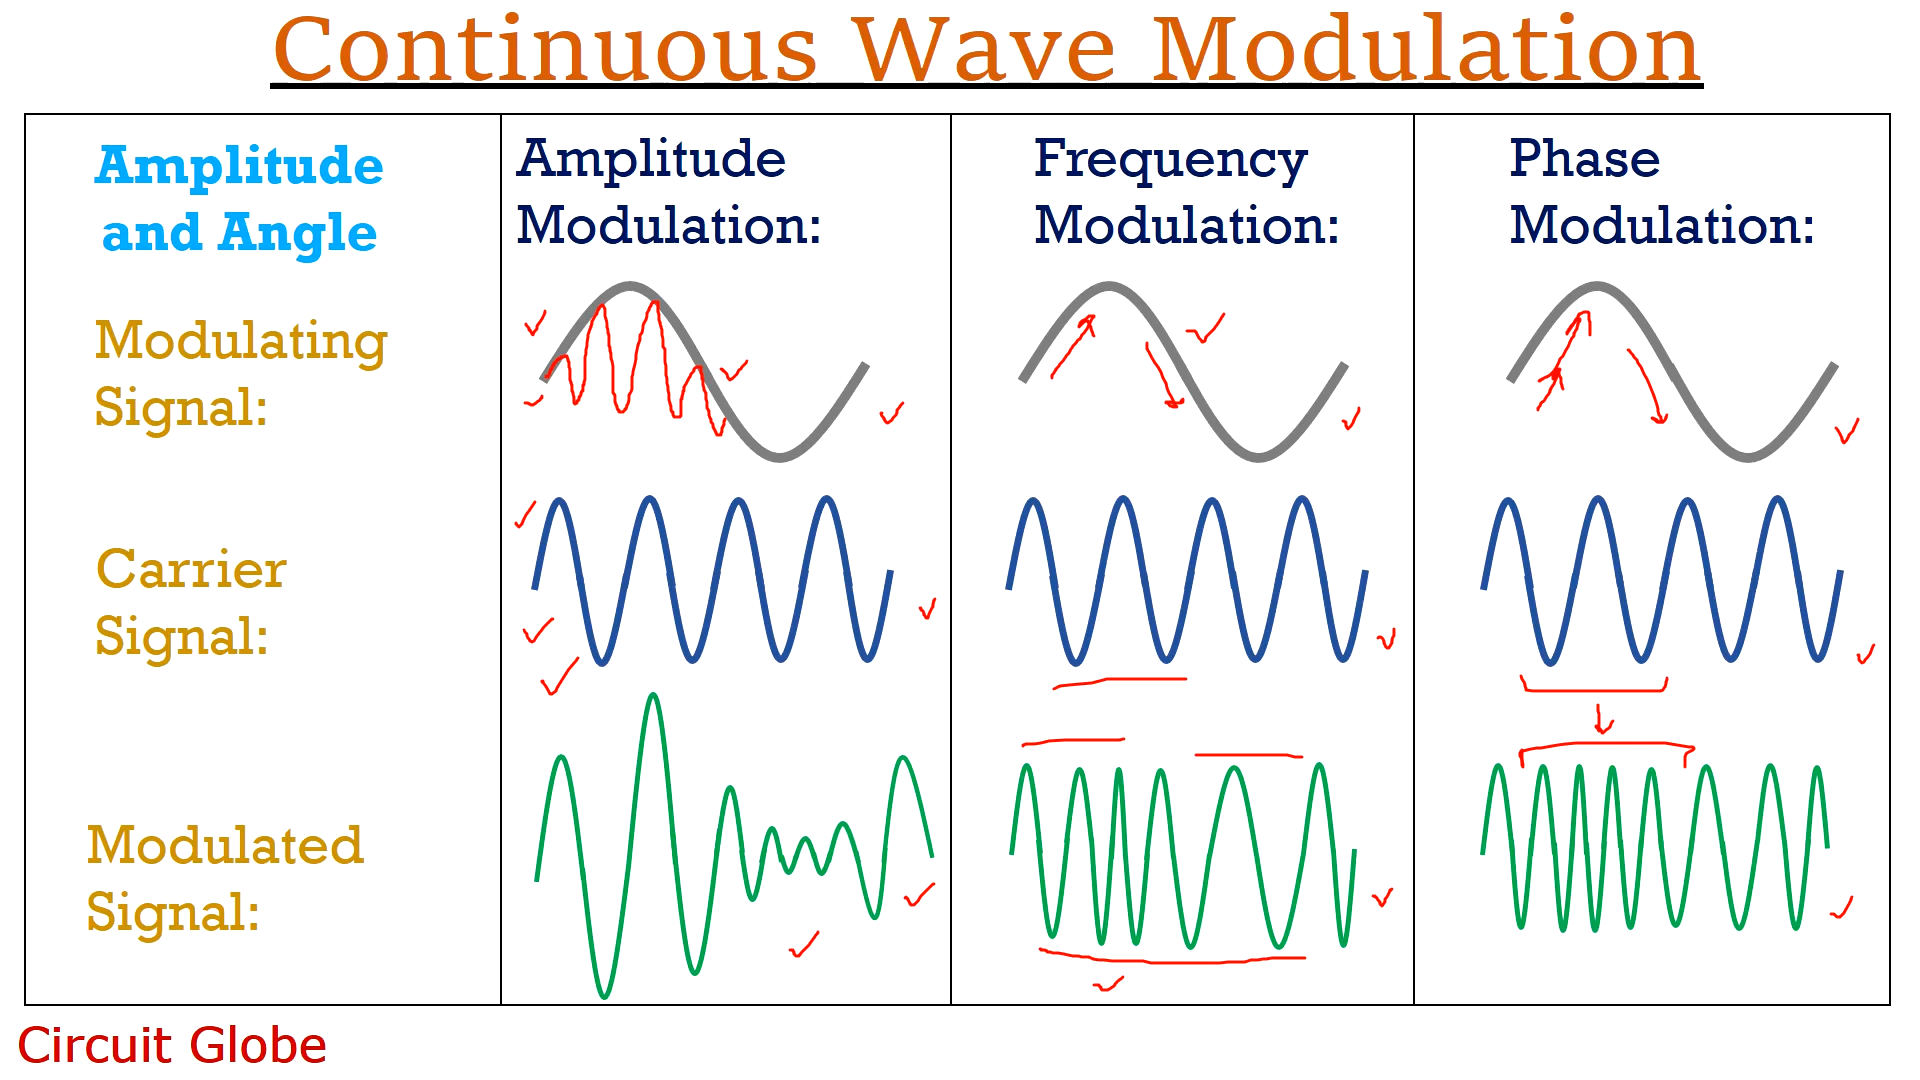 Continuous Wave Modulation
Amplitude
and Angle
Amplitude
Modulation:
Frequency
Modulation:
Phase
Modulation:
Modulating
Signal:
Carrier
Signal:
Modulated
Signal:
Circuit Globe